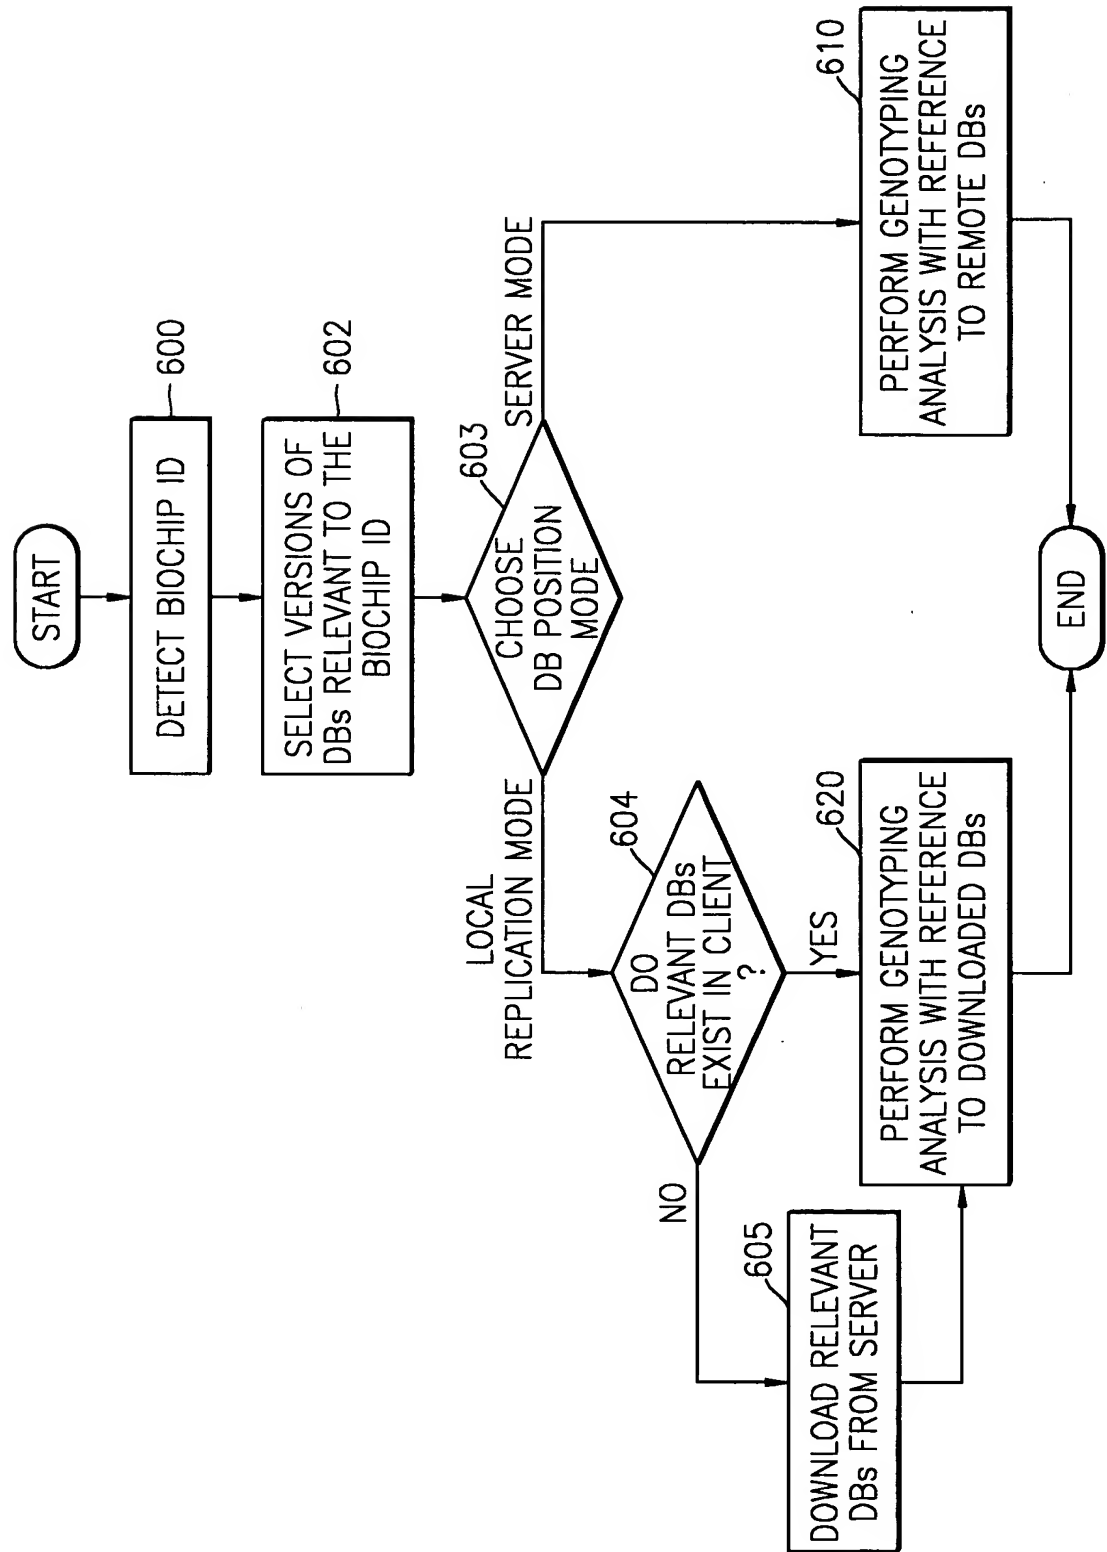 START
DETECT BIOCHIP ID
600
SELECT VERSIONS OF
DBs RELEVANT TO THE
BIOCHIP ID
602
CHOOSE
DB POSITION
MODE
603
SERVER MODE
LOCAL
REPLICATION MODE
DO
RELEVANT DBs
EXIST IN CLIENT
?
604
NO
YES
DOWNLOAD RELEVANT
DBs FROM SERVER
605
PERFORM GENOTYPING
ANALYSIS WITH REFERENCE
TO DOWNLOADED DBs
620
PERFORM GENOTYPING
ANALYSIS WITH REFERENCE
TO REMOTE DBs
610
END